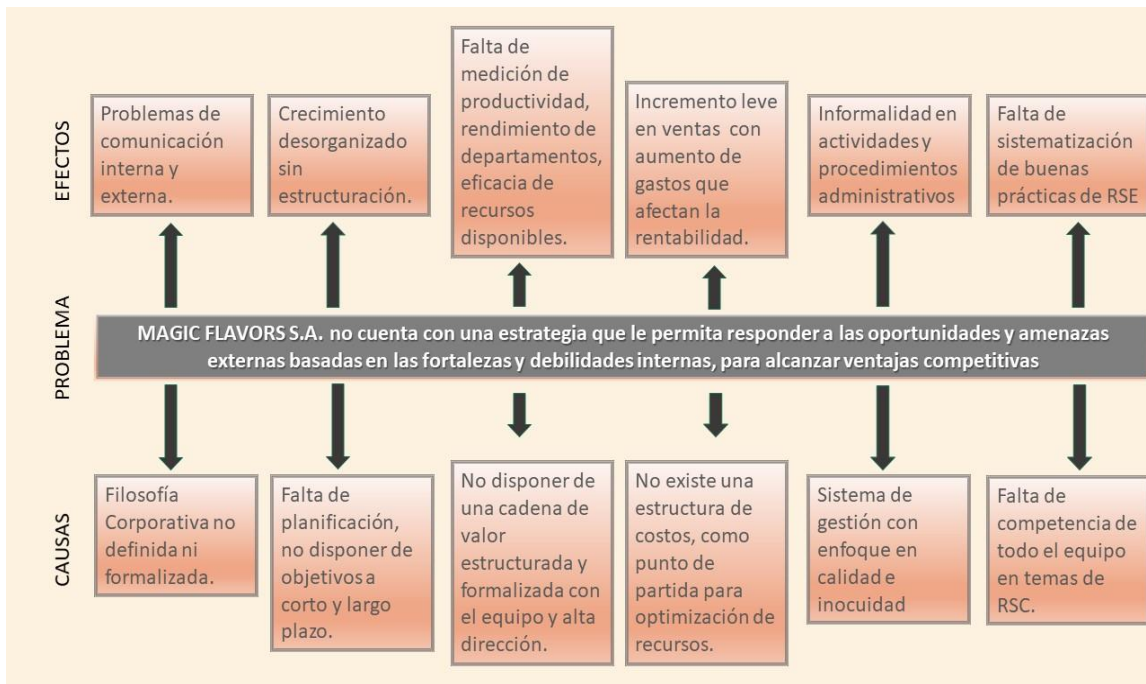 EFECTOS
Problemas de
comunicación
interna y
externa.
Crecimiento
desorganizado
sin
estructuración.
Falta de
medición de
productividad,
rendimiento de
departamentos,
eficacia de
recursos
disponibles.
Incremento leve
en ventas con
aumento de
gastos que
afectan la
rentabilidad.
Informalidad en
actividades y
procedimientos
administrativos
Falta de
sistematización
de buenas
prácticas de RSE
PROBLEMA
MAGIC FLAVORS S.A. no cuenta con una estrategia que le permita responder a las oportunidades y amenazas
externas basadas en las fortalezas y debilidades internas, para alcanzar ventajas competitivas
CAUSAS
Filosofía
Corporativa no
definida ni
formalizada.
Falta de
planificación,
no disponer de
objetivos a
corto y largo
plazo.
No disponer de
una cadena de
valor
estructurada y
formalizada con
el equipo y alta
dirección.
No existe una
estructura de
costos, como
punto de
partida para
optimización de
recursos.
Sistema de
gestión con
enfoque en
calidad e
inocuidad
Falta de
competencia de
todo el equipo
en temas de
RSC.